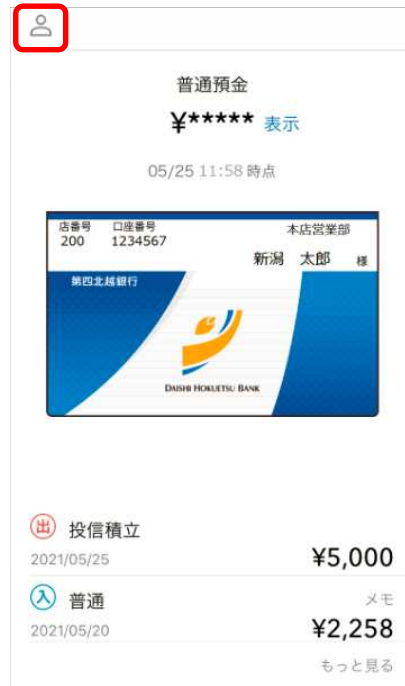 普通預金
¥***** 表示
05/25 11:58 時点
店番号 口座番号 本店営業部
200 1234567
新潟 太郎 様
第四北越銀行
DAISHI HOKUETSU BANK
出 投信積立
2021/05/25 ¥5,000
入 普通 メモ
2021/05/20 ¥2,258
もっと見る